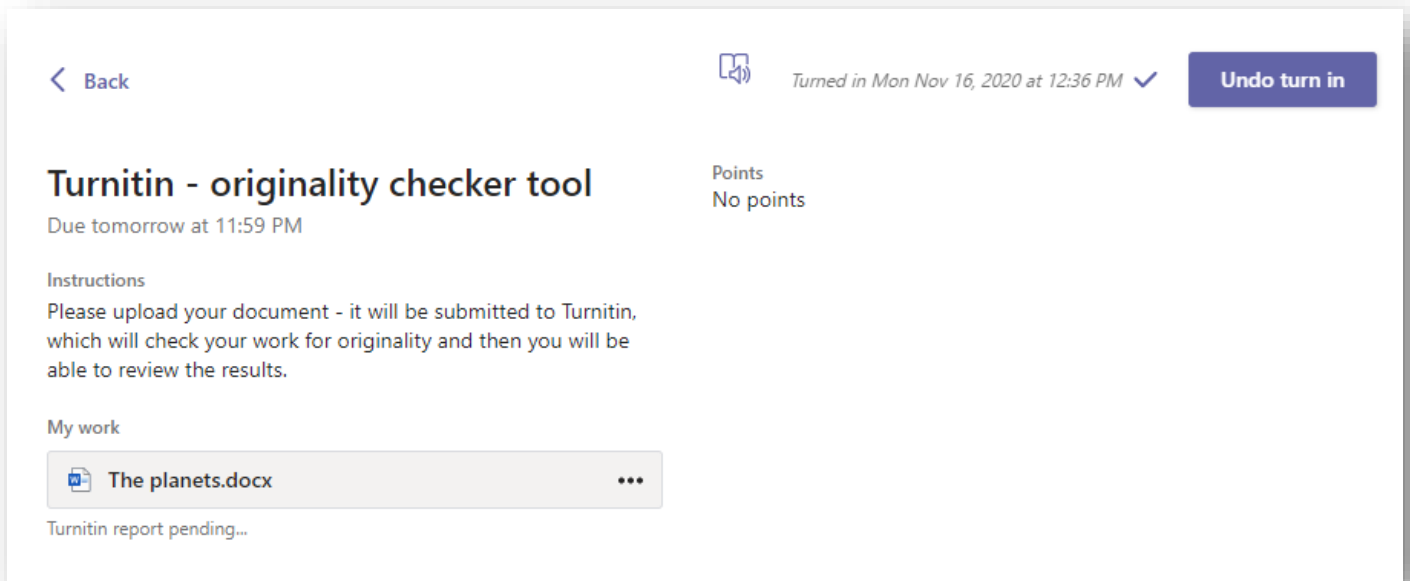 Back
Turned in Mon Nov 16, 2020 at 12:36 PM
Undo turn in
Turnitin - originality checker tool
Due tomorrow at 11:59 PM
Points
No points
Instructions
Please upload your document - it will be submitted to Turnitin,
which will check your work for originality and then you will be
able to review the results.
My work
The planets.docx
Turnitin report pending...